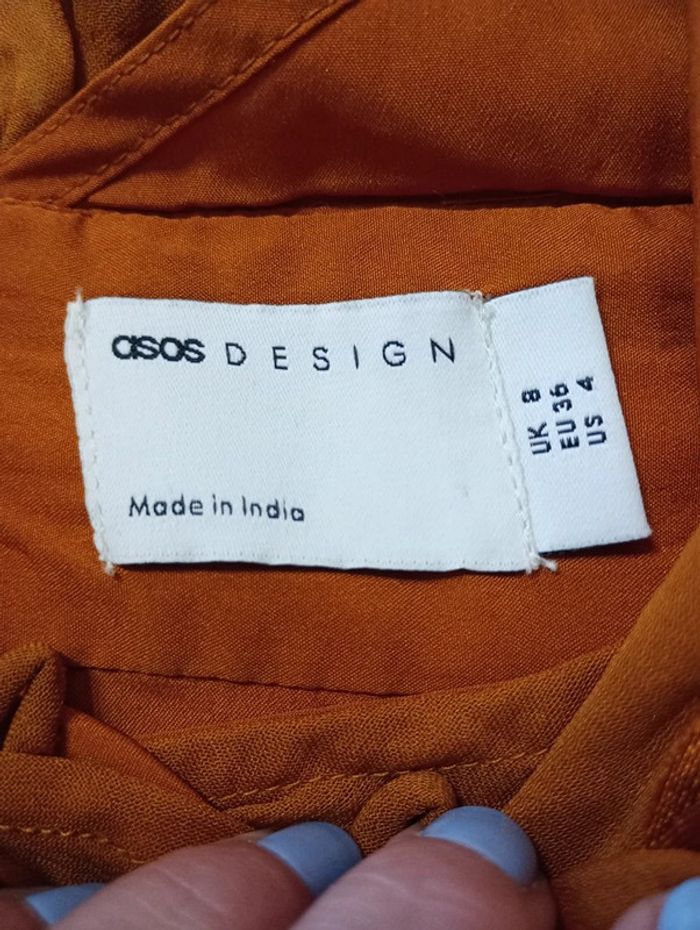 asos DESIGN
Made in India
UK 8
EU 36
US 4